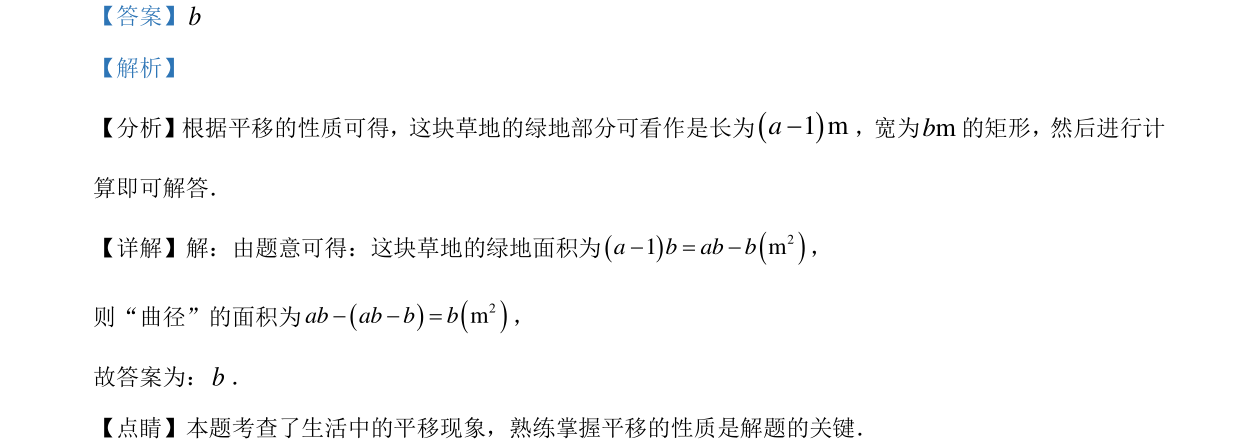 【答案】b
【解析】
【分析】根据平移的性质可得，这块草地的绿地部分可看作是长为(a−1)m，宽为bm的矩形，然后进行计
算即可解答．
【详解】解：由题意可得：这块草地的绿地面积为(a−1)b=ab−b(m²)，
则“曲径”的面积为ab−(ab−b)=b(m²)，
故答案为：b．
【点睛】本题考查了生活中的平移现象，熟练掌握平移的性质是解题的关键．